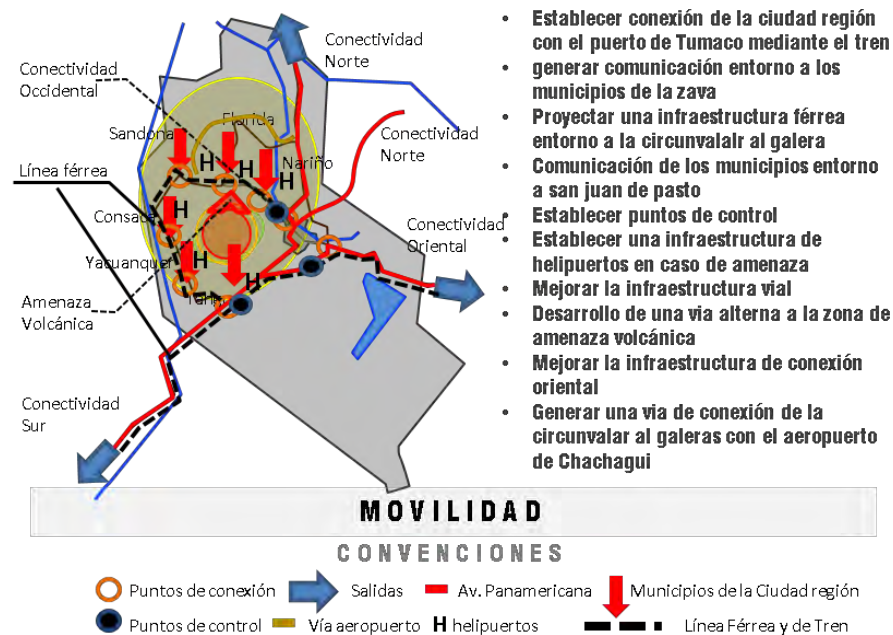 Conectividad
Norte
Conectividad
Occidental
Florida
Sandona
Conectividad
Norte
Nariño
H
H
H
Línea férrea
Consaca
H
Conectividad
Oriental
Yacuanquer
H
H
Amenaza
Volcánica
Conectividad
Sur
• Establecer conexión de la ciudad región
con el puerto de Tumaco mediante el tren
• generar comunicación entorno a los
municipios de la zava
• Proyectar una infraestructura férrea
entorno a la circunvalalr al galera
• Comunicación de los municipios entorno
a san juan de pasto
• Establecer puntos de control
• Establecer una infraestructura de
helipuertos en caso de amenaza
• Mejorar la infraestructura vial
• Desarrollo de una via alterna a la zona de
amenaza volcánica
• Mejorar la infraestructura de conexión
oriental
• Generar una via de conexión de la
circunvalar al galeras con el aeropuerto
de Chachagui
MOVILIDAD
CONVENCIONES
Puntos de conexión Salidas Av. Panamericana Municipios de la Ciudad región
Puntos de control Vía aeropuerto H helipuertos Línea Férrea y de Tren